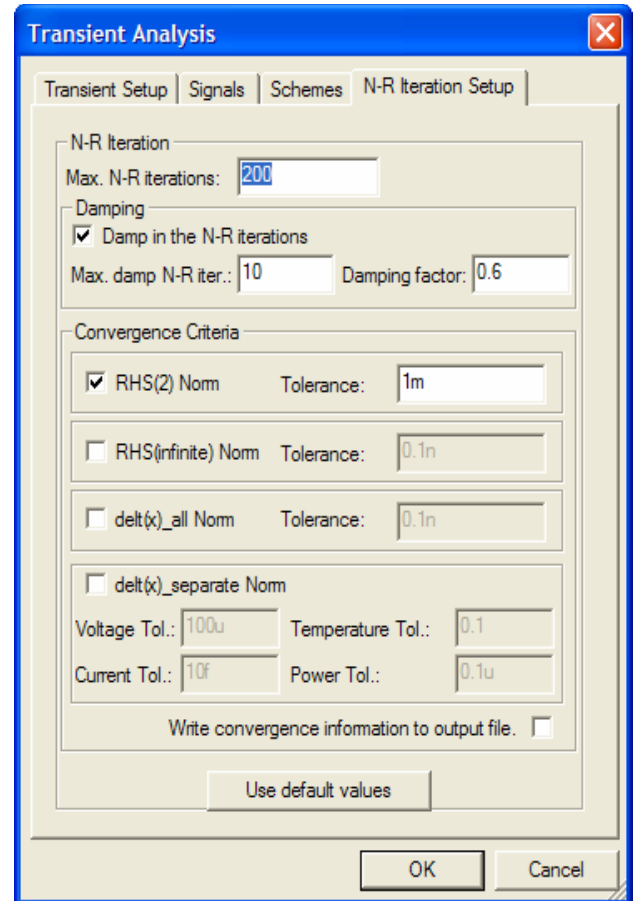 Transient Analysis
Transient Setup Signals Schemes N-R Iteration Setup
N-R Iteration
Max. N-R iterations: 200
Damping
Damp in the N-R iterations
Max. damp N-R iter.: 10 Damping factor: 0.6
Convergence Criteria
RHS(2) Norm Tolerance: 1m
RHS(infinite) Norm Tolerance: 0.1n
delt(x)_all Norm Tolerance: 0.1n
delt(x)_separate Norm
Voltage Tol.: 100u Temperature Tol.: 0.1
Current Tol.: 10f Power Tol.: 0.1u
Write convergence information to output file.
Use default values
OK Cancel